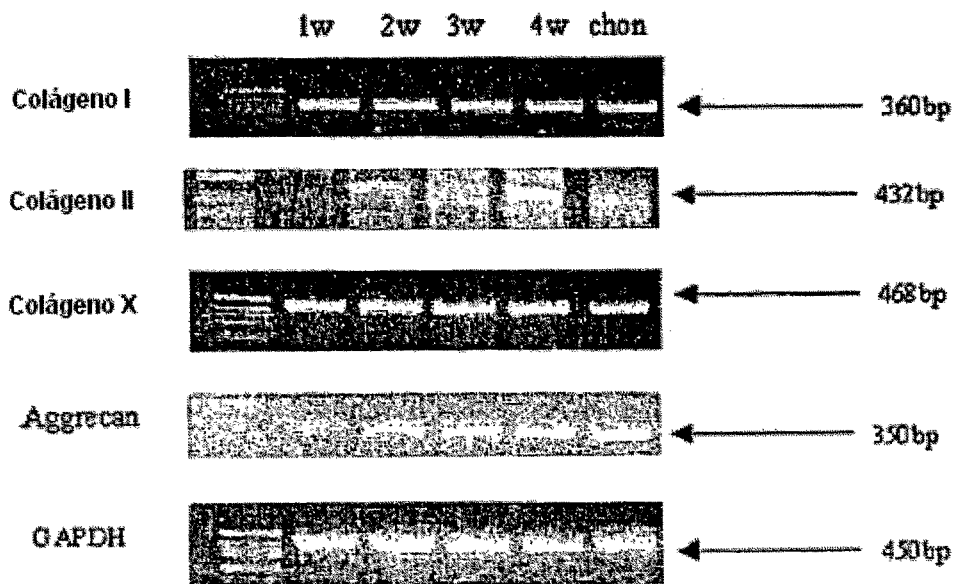 1w 2w 3w 4w chon
Colágeno I 360bp
Colágeno II 432bp
Colágeno X 468bp
Aggrecan 350bp
GAPDH 450bp